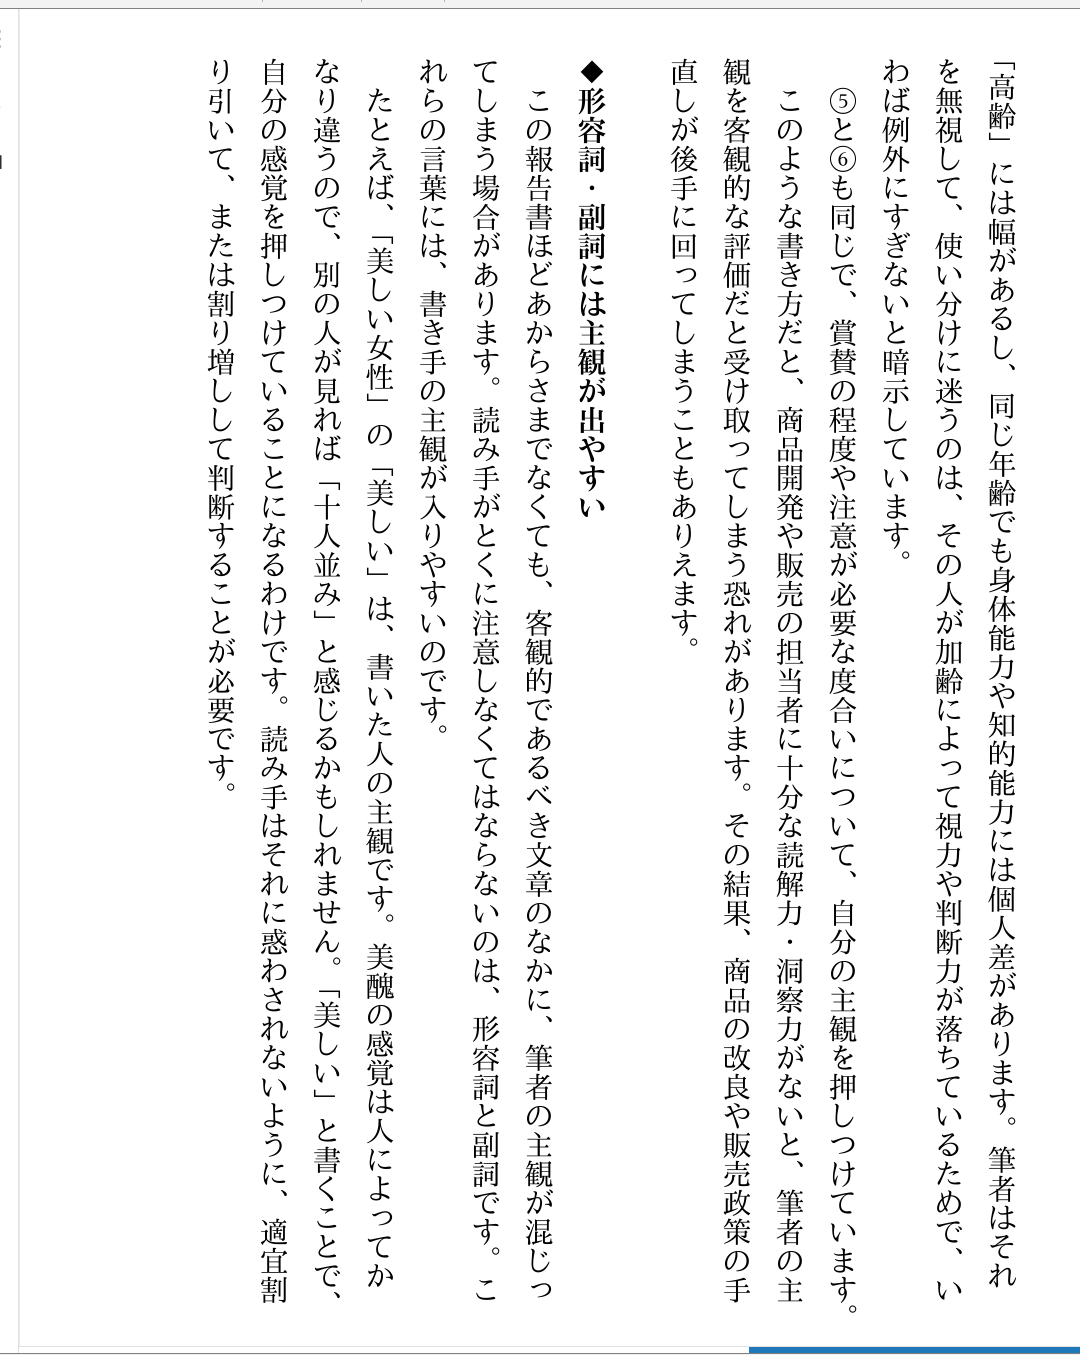 「高齢」には幅があるし、同じ年齢でも身体能力や知的能力には個人差があります。筆者はそれ
を無視して、使い分けに迷うのは、その人が加齢によって視力や判断力が落ちているためで、い
わば例外にすぎないと暗示しています。
⑤と⑥も同じで、賞賛の程度や注意が必要な度合いについて、自分の主観を押しつけています。
このような書き方だと、商品開発や販売の担当者に十分な読解力・洞察力がないと、筆者の主
観を客観的な評価だと受け取ってしまう恐れがあります。その結果、商品の改良や販売政策の手
直しが後手に回ってしまうこともありえます。
◆形容詞・副詞には主観が出やすい
この報告書ほどあからさまでなくても、客観的であるべき文章のなかに、筆者の主観が混じっ
てしまう場合があります。読み手がとくに注意しなくてはならないのは、形容詞と副詞です。こ
れらの言葉には、書き手の主観が入りやすいのです。
たとえば、「美しい女性」の「美しい」は、書いた人の主観です。美醜の感覚は人によってか
なり違うので、別の人が見れば「十人並み」と感じるかもしれません。「美しい」と書くことで、
自分の感覚を押しつけていることになるわけです。読み手はそれに惑わされないように、適宜割
り引いて、または割り増しして判断することが必要です。